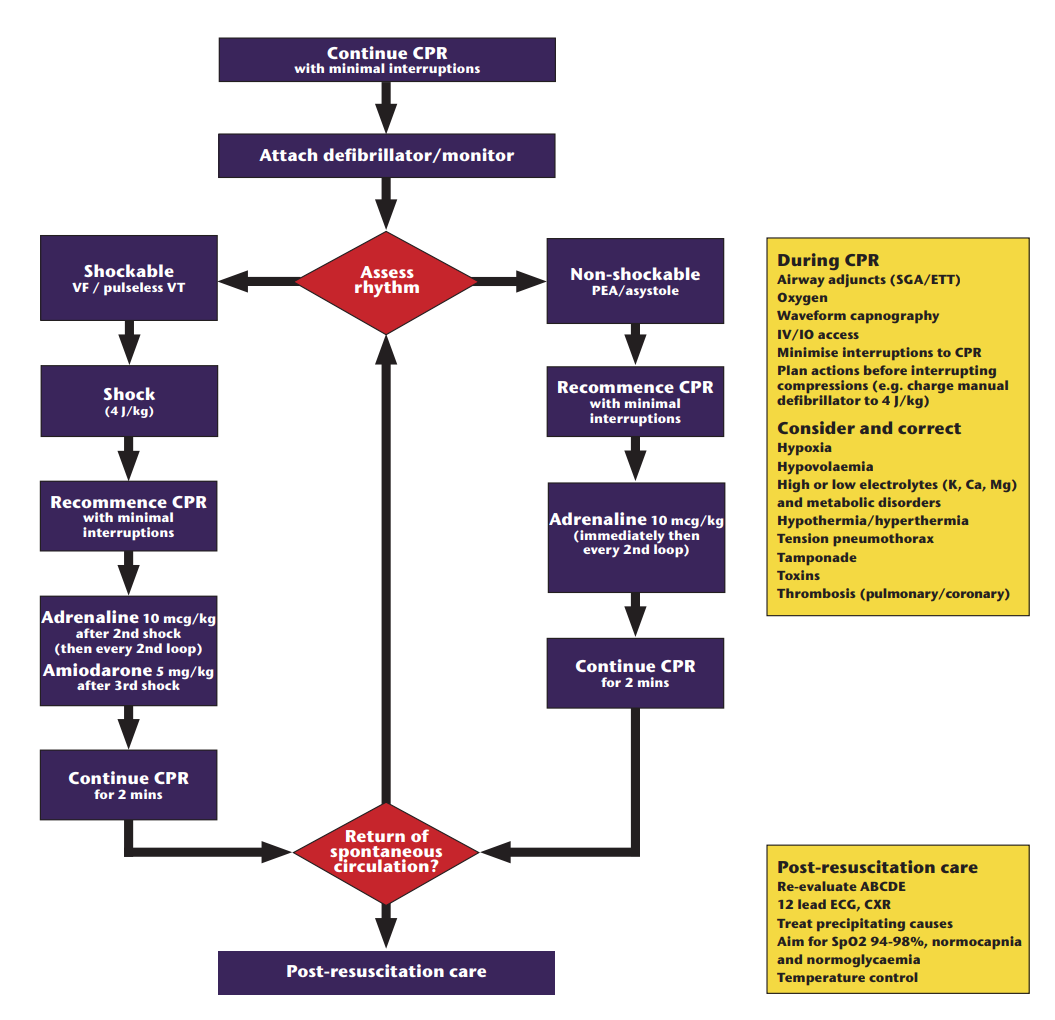 Continue CPR
with minimal interruptions
Attach defibrillator/monitor
Assess
rhythm
Shockable
VF / pulseless VT
Shock
(4 J/kg)
Recommence CPR
with minimal
interruptions
Adrenaline 10 mcg/kg
after 2nd shock
(then every 2nd loop)
Amiodarone 5 mg/kg
after 3rd shock
Continue CPR
for 2 mins
Non-shockable
PEA/asystole
Recommence CPR
with minimal
interruptions
Adrenaline 10 mcg/kg
(immediately then
every 2nd loop)
Continue CPR
for 2 mins
Return of
spontaneous
circulation?
Post-resuscitation care
During CPR
Airway adjuncts (SGA/ETT)
Oxygen
Waveform capnography
IV/IO access
Minimise interruptions to CPR
Plan actions before interrupting
compressions (e.g. charge manual
defibrillator to 4 J/kg)
Consider and correct
Hypoxia
Hypovolaemia
High or low electrolytes (K, Ca, Mg)
and metabolic disorders
Hypothermia/hyperthermia
Tension pneumothorax
Tamponade
Toxins
Thrombosis (pulmonary/coronary)
Post-resuscitation care
Re-evaluate ABCDE
12 lead ECG, CXR
Treat precipitating causes
Aim for SpO2 94-98%, normocapnia
and normoglycaemia
Temperature control